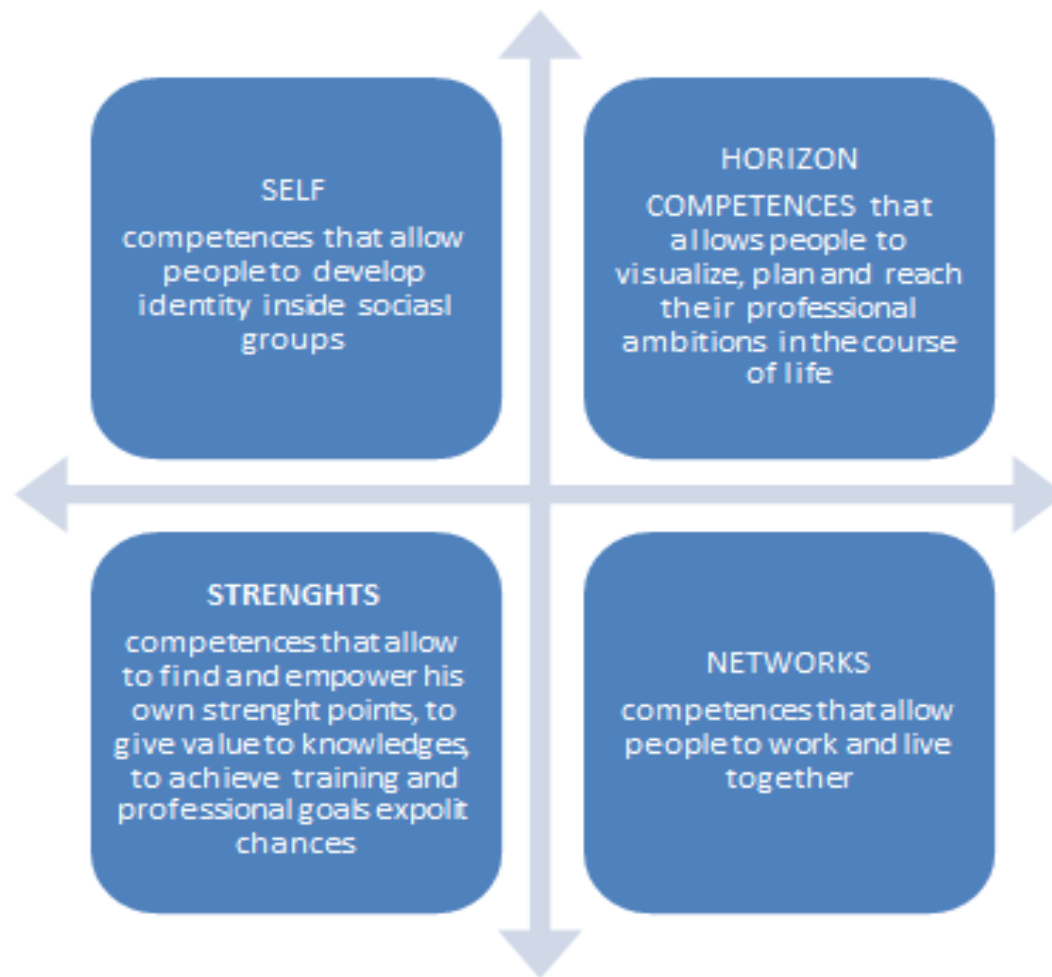 SELF
competences that allow
people to develop
identity inside sociasl
groups
HORIZON
COMPETENCES that
allows people to
visualize, plan and reach
their professional
ambitions in the course
of life
STRENGHTS
competences that allow
to find and empower his
own strenght points, to
give value to knowledges,
to achieve training and
professional goals expolit
chances
NETWORKS
competences that allow
people to work and live
together